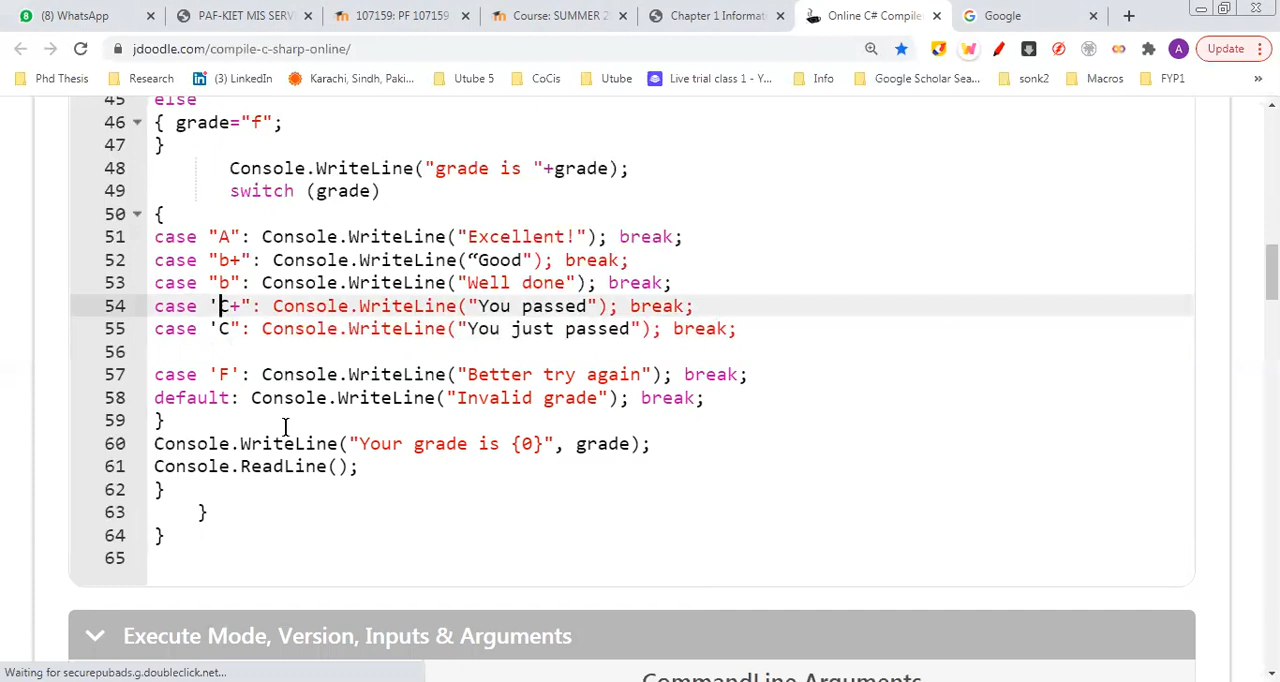 (8) WhatsApp
PAF-KIET MIS SERV
107159: PF 107159
Course: SUMMER 2
Chapter 1 Informat
Online C# Compile
Google
jdoodle.com/compile-c-sharp-online/
A
Update
Phd Thesis
Research
(3) LinkedIn
Karachi, Sindh, Paki...
Utube 5
CoCis
Utube
Live trial class 1 - Y...
Info
Google Scholar Sea...
sonk2
Macros
FYP1
»
45 else
46 { grade="f";
47 }
48 Console.WriteLine("grade is "+grade);
49 switch (grade)
50 {
51 case "A": Console.WriteLine("Excellent!"); break;
52 case "b+": Console.WriteLine(“Good"); break;
53 case "b": Console.WriteLine("Well done"); break;
54 case 'C+": Console.WriteLine("You passed"); break;
55 case 'C": Console.WriteLine("You just passed"); break;
56
57 case 'F': Console.WriteLine("Better try again"); break;
58 default: Console.WriteLine("Invalid grade"); break;
59 }
60 Console.WriteLine("Your grade is {0}", grade);
61 Console.ReadLine();
62 }
63 }
64 }
65
Execute Mode, Version, Inputs & Arguments
CommandLine Arguments
Waiting for securepubads.g.doubleclick.net...